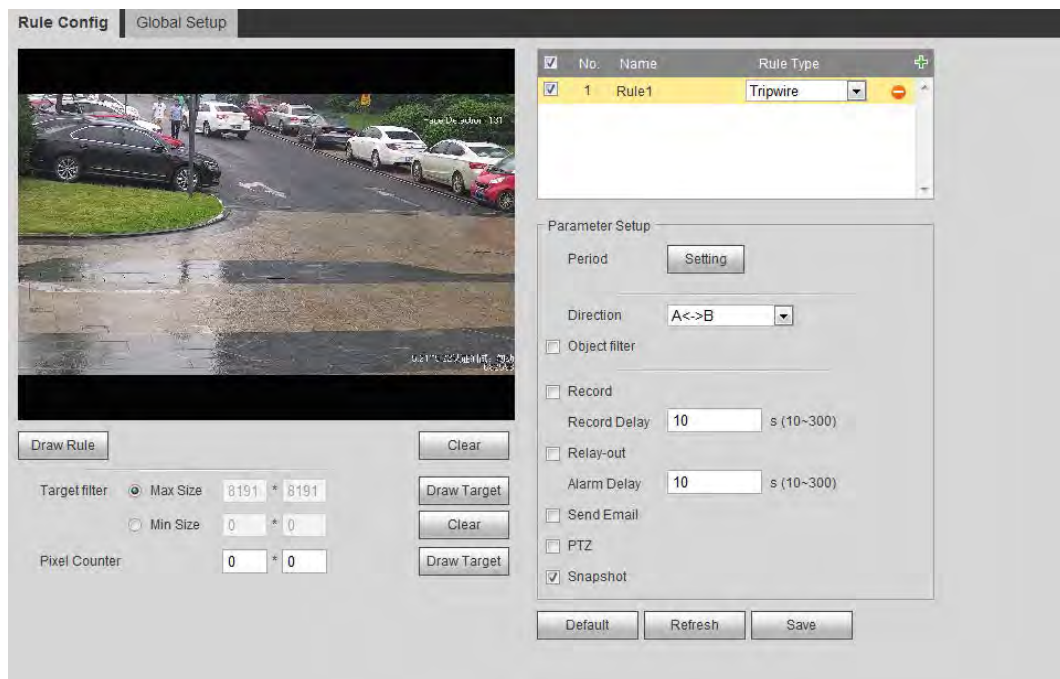 Rule Config Global Setup
No. Name Rule Type
1 Rule1 Tripwire
Face Detection
Parameter Setup
Period Setting
Direction A<->B
Object filter
Record
Record Delay 10 s (10~300)
Relay-out
Alarm Delay 10 s (10~300)
Send Email
PTZ
Snapshot
Default Refresh Save
Draw Rule Clear
Target filter Max Size 8191 * 8191 Draw Target
Min Size 0 * 0 Clear
Pixel Counter 0 * 0 Draw Target